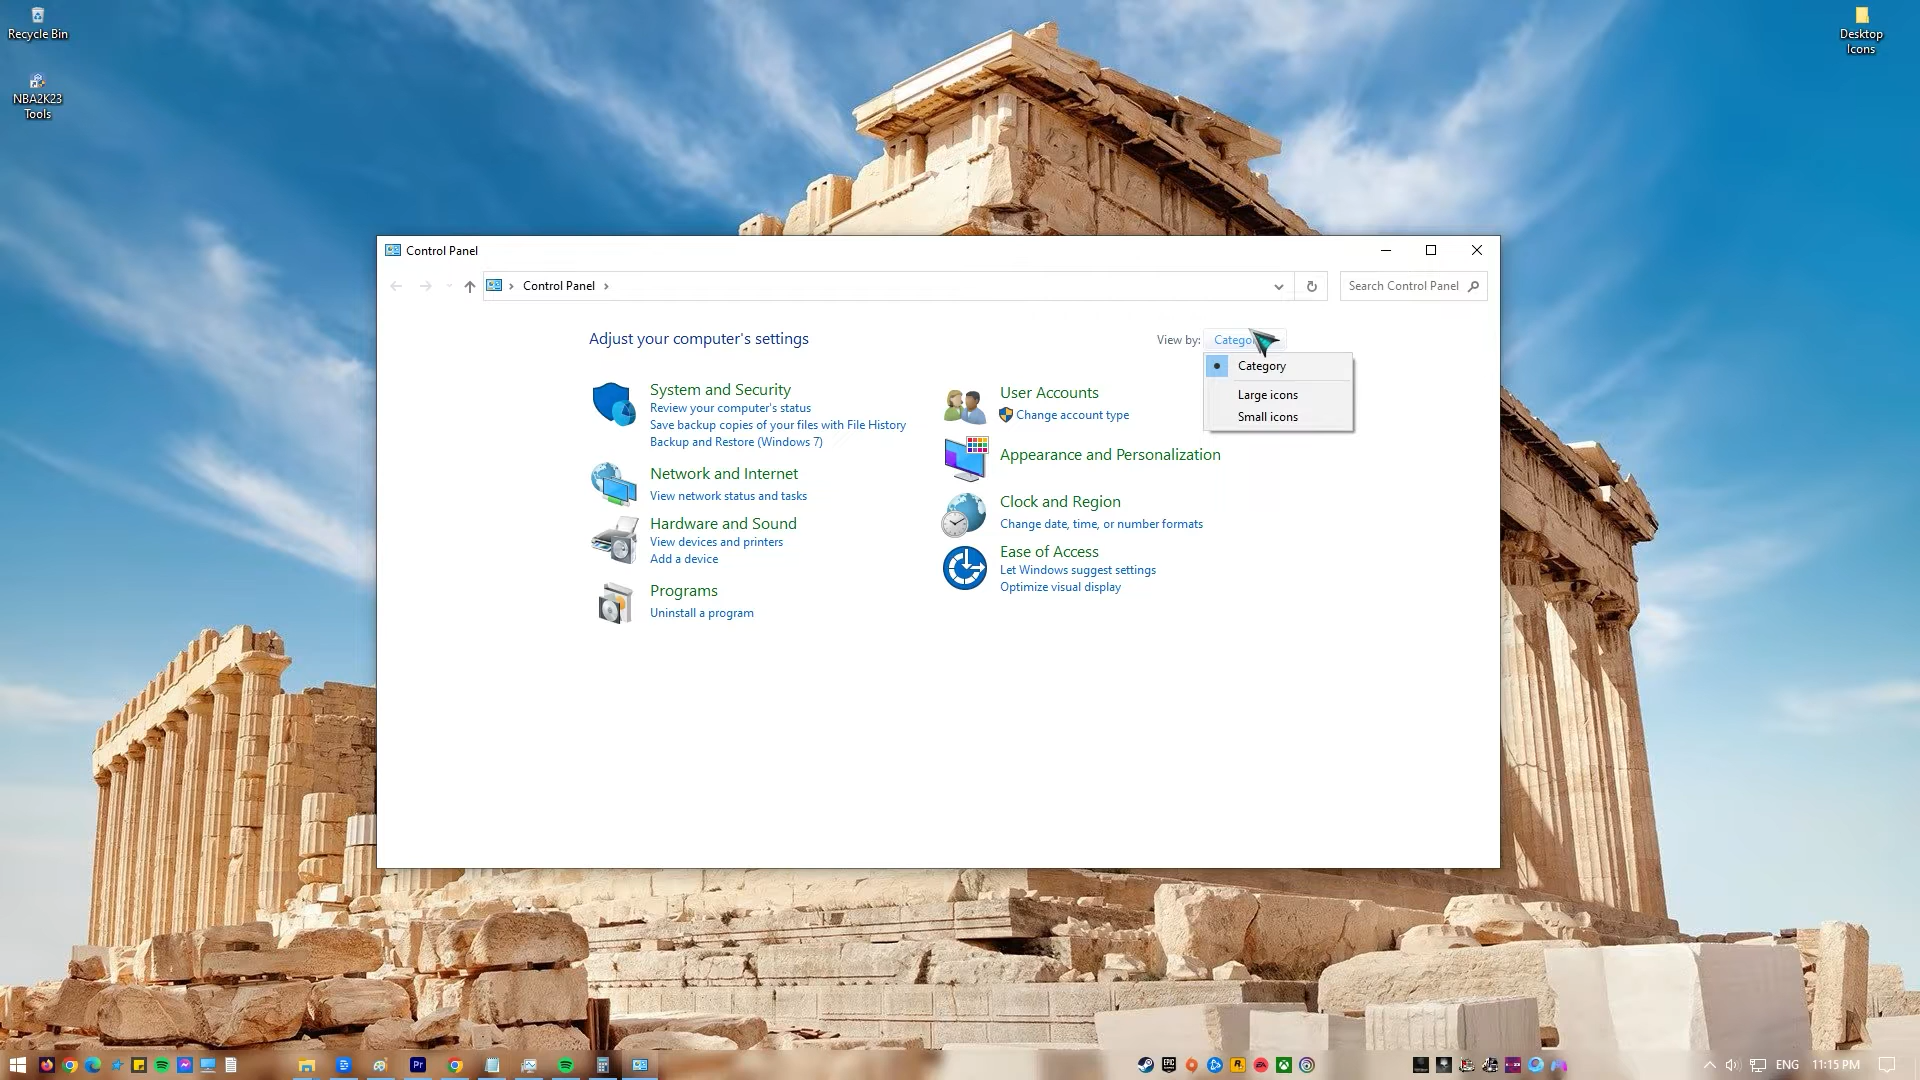 Recycle Bin
NBA2K23
Tools
Desktop
Icons
Control Panel
Control Panel
Search Control Panel
Adjust your computer's settings
View by:
Category
Large icons
Small icons
System and Security
Review your computer's status
Save backup copies of your files with File History
Backup and Restore (Windows 7)
Network and Internet
View network status and tasks
Hardware and Sound
View devices and printers
Add a device
Programs
Uninstall a program
User Accounts
Change account type
Appearance and Personalization
Clock and Region
Change date, time, or number formats
Ease of Access
Let Windows suggest settings
Optimize visual display
Pr
EPIC
R
EA
ENG
11:15 PM